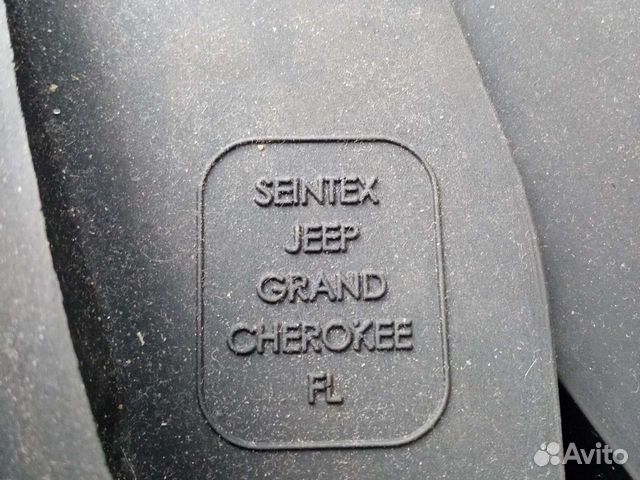 SEINTEX
JEEP
GRAND
CHEROKEE
FL
Avito